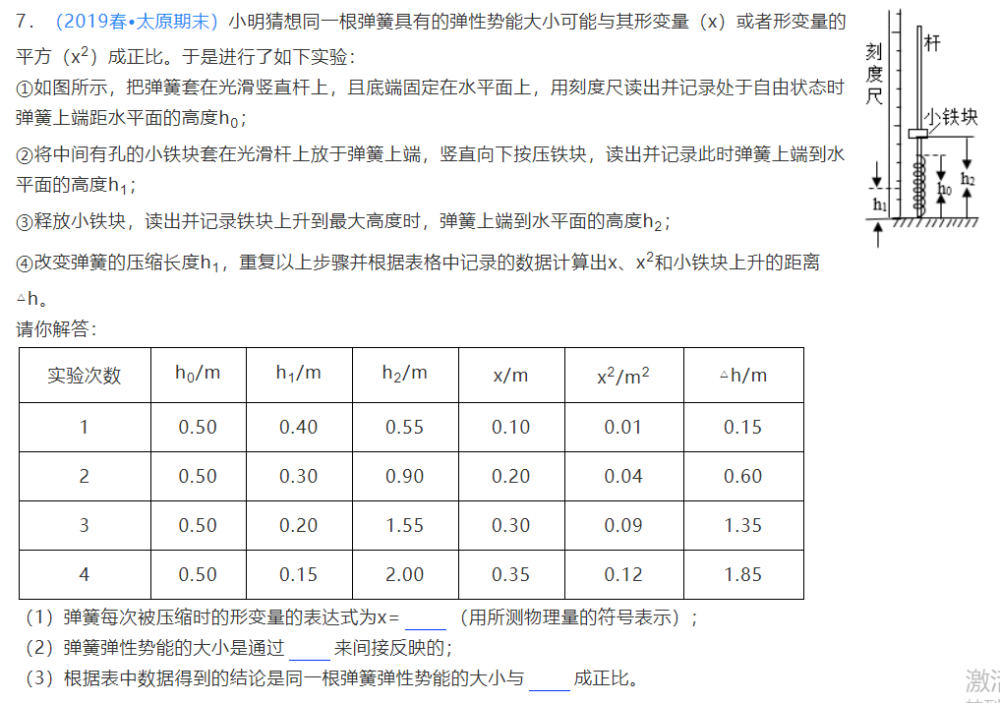 7．（2019春•太原期末）小明猜想同一根弹簧具有的弹性势能大小可能与其形变量（x）或者形变量的
平方（x²）成正比。于是进行了如下实验：
①如图所示，把弹簧套在光滑竖直杆上，且底端固定在水平面上，用刻度尺读出并记录处于自由状态时
弹簧上端距水平面的高度h₀；
②将中间有孔的小铁块套在光滑杆上放于弹簧上端，竖直向下按压铁块，读出并记录此时弹簧上端到水
平面的高度h₁；
③释放小铁块，读出并记录铁块上升到最大高度时，弹簧上端到水平面的高度h₂；
④改变弹簧的压缩长度h₁，重复以上步骤并根据表格中记录的数据计算出x、x²和小铁块上升的距离
△h。
请你解答：
刻度尺
杆
小铁块
h₁
h₀
h₂
实验次数 h₀/m h₁/m h₂/m x/m x²/m² △h/m
1 0.50 0.40 0.55 0.10 0.01 0.15
2 0.50 0.30 0.90 0.20 0.04 0.60
3 0.50 0.20 1.55 0.30 0.09 1.35
4 0.50 0.15 2.00 0.35 0.12 1.85
（1）弹簧每次被压缩时的形变量的表达式为x=____（用所测物理量的符号表示）；
（2）弹簧弹性势能的大小是通过____来间接反映的；
（3）根据表中数据得到的结论是同一根弹簧弹性势能的大小与____成正比。
激